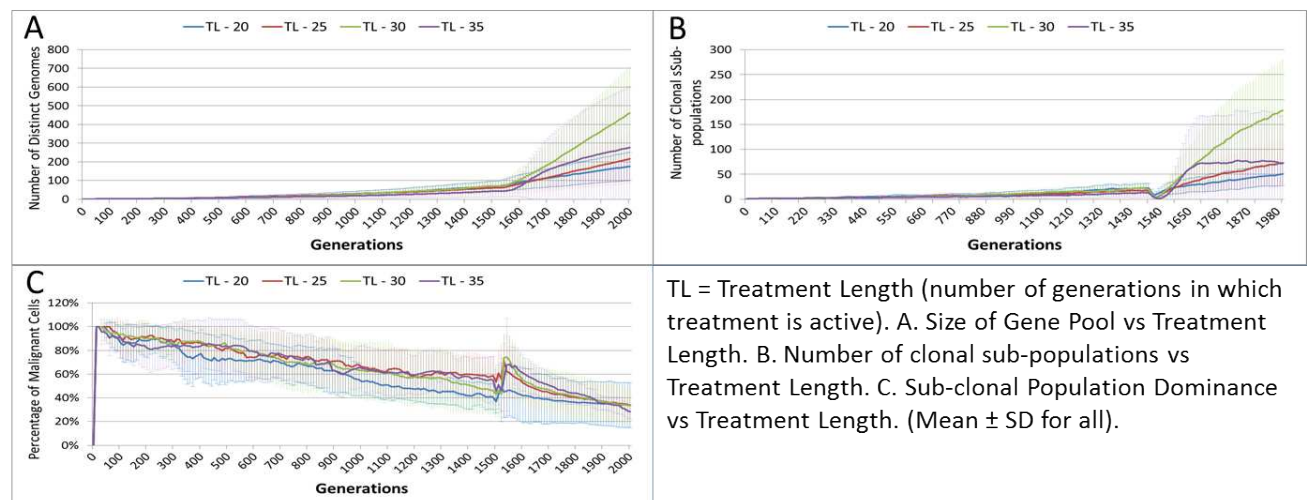 A
TL - 20 TL - 25 TL - 30 TL - 35
Number of Distinct Genomes
800
700
600
500
400
300
200
100
0
0 100 200 300 400 500 600 700 800 900 1000 1100 1200 1300 1400 1500 1600 1700 1800 1900 2000
Generations
B
TL - 20 TL - 25 TL - 30 TL - 35
Number of Clonal sSub-
populations
300
250
200
150
100
50
0
0 110 220 330 440 550 660 770 880 990 1100 1210 1320 1430 1540 1650 1760 1870 1980
Generations
C
TL - 20 TL - 25 TL - 30 TL - 35
Percentage of Malignant Cells
120%
100%
80%
60%
40%
20%
0%
0 100 200 300 400 500 600 700 800 900 1000 1100 1200 1300 1400 1500 1600 1700 1800 1900 2000
Generations
TL = Treatment Length (number of generations in which
treatment is active). A. Size of Gene Pool vs Treatment
Length. B. Number of clonal sub-populations vs
Treatment Length. C. Sub-clonal Population Dominance
vs Treatment Length. (Mean ± SD for all).